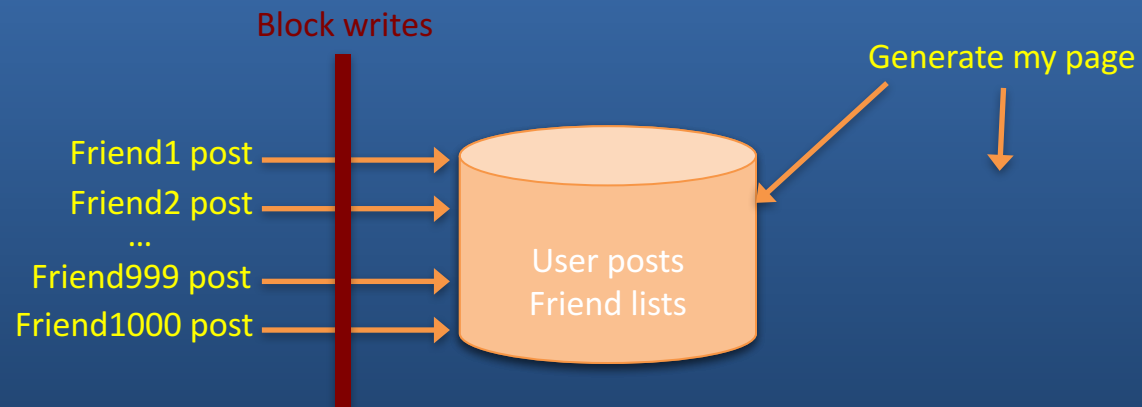 Block writes
Generate my page
Friend1 post
Friend2 post
…
Friend999 post
Friend1000 post
User posts
Friend lists